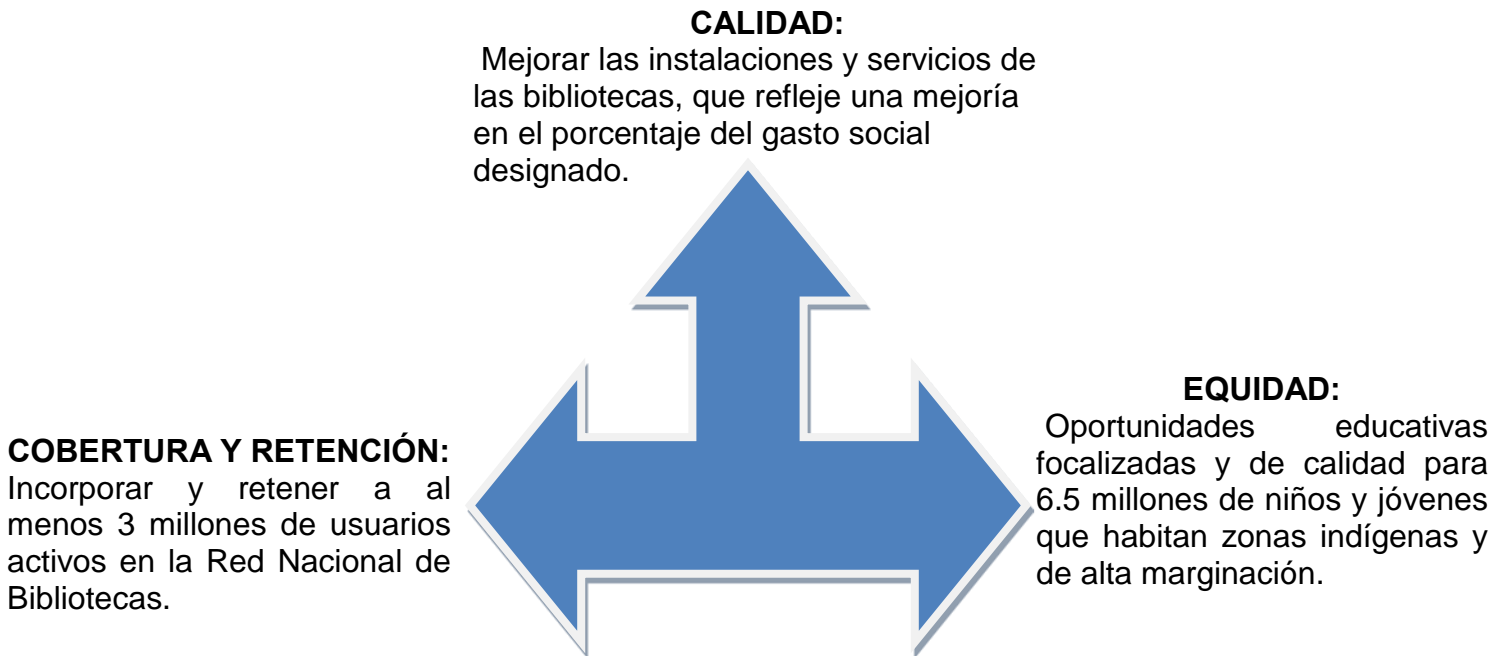 CALIDAD:
Mejorar las instalaciones y servicios de
las bibliotecas, que refleje una mejoría
en el porcentaje del gasto social
designado.
COBERTURA Y RETENCIÓN:
Incorporar y retener a al
menos 3 millones de usuarios
activos en la Red Nacional de
Bibliotecas.
EQUIDAD:
Oportunidades educativas
focalizadas y de calidad para
6.5 millones de niños y jóvenes
que habitan zonas indígenas y
de alta marginación.